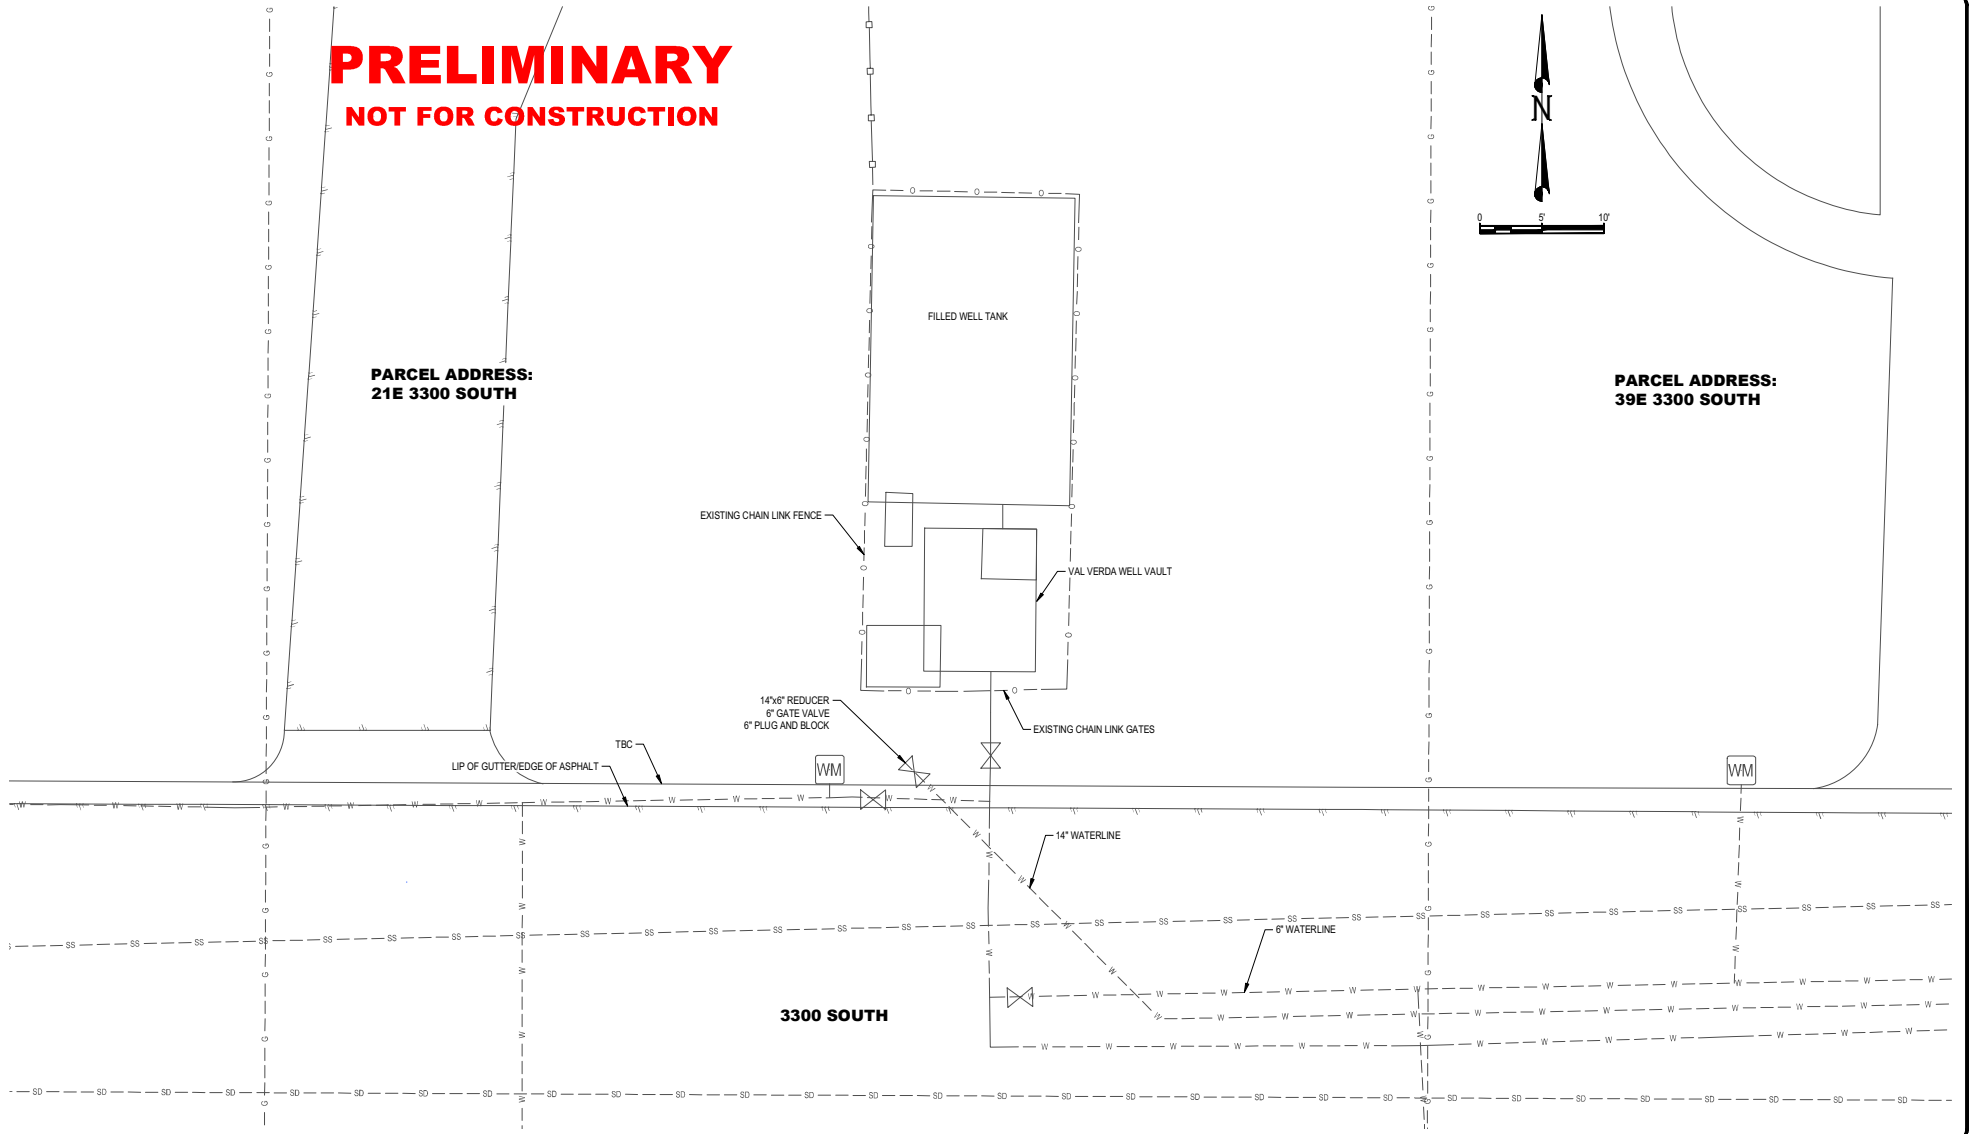 PRELIMINARY
NOT FOR CONSTRUCTION
N
0 5' 10'
FILLED WELL TANK
PARCEL ADDRESS:
21E 3300 SOUTH
PARCEL ADDRESS:
39E 3300 SOUTH
EXISTING CHAIN LINK FENCE
VAL VERDA WELL VAULT
14"x6" REDUCER
6" GATE VALVE
6" PLUG AND BLOCK
EXISTING CHAIN LINK GATES
TBC
LIP OF GUTTER/EDGE OF ASPHALT
WM
WM
14" WATERLINE
6" WATERLINE
3300 SOUTH